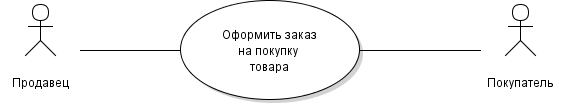 Оформить заказ
на покупку
товара
Продавец
Покупатель